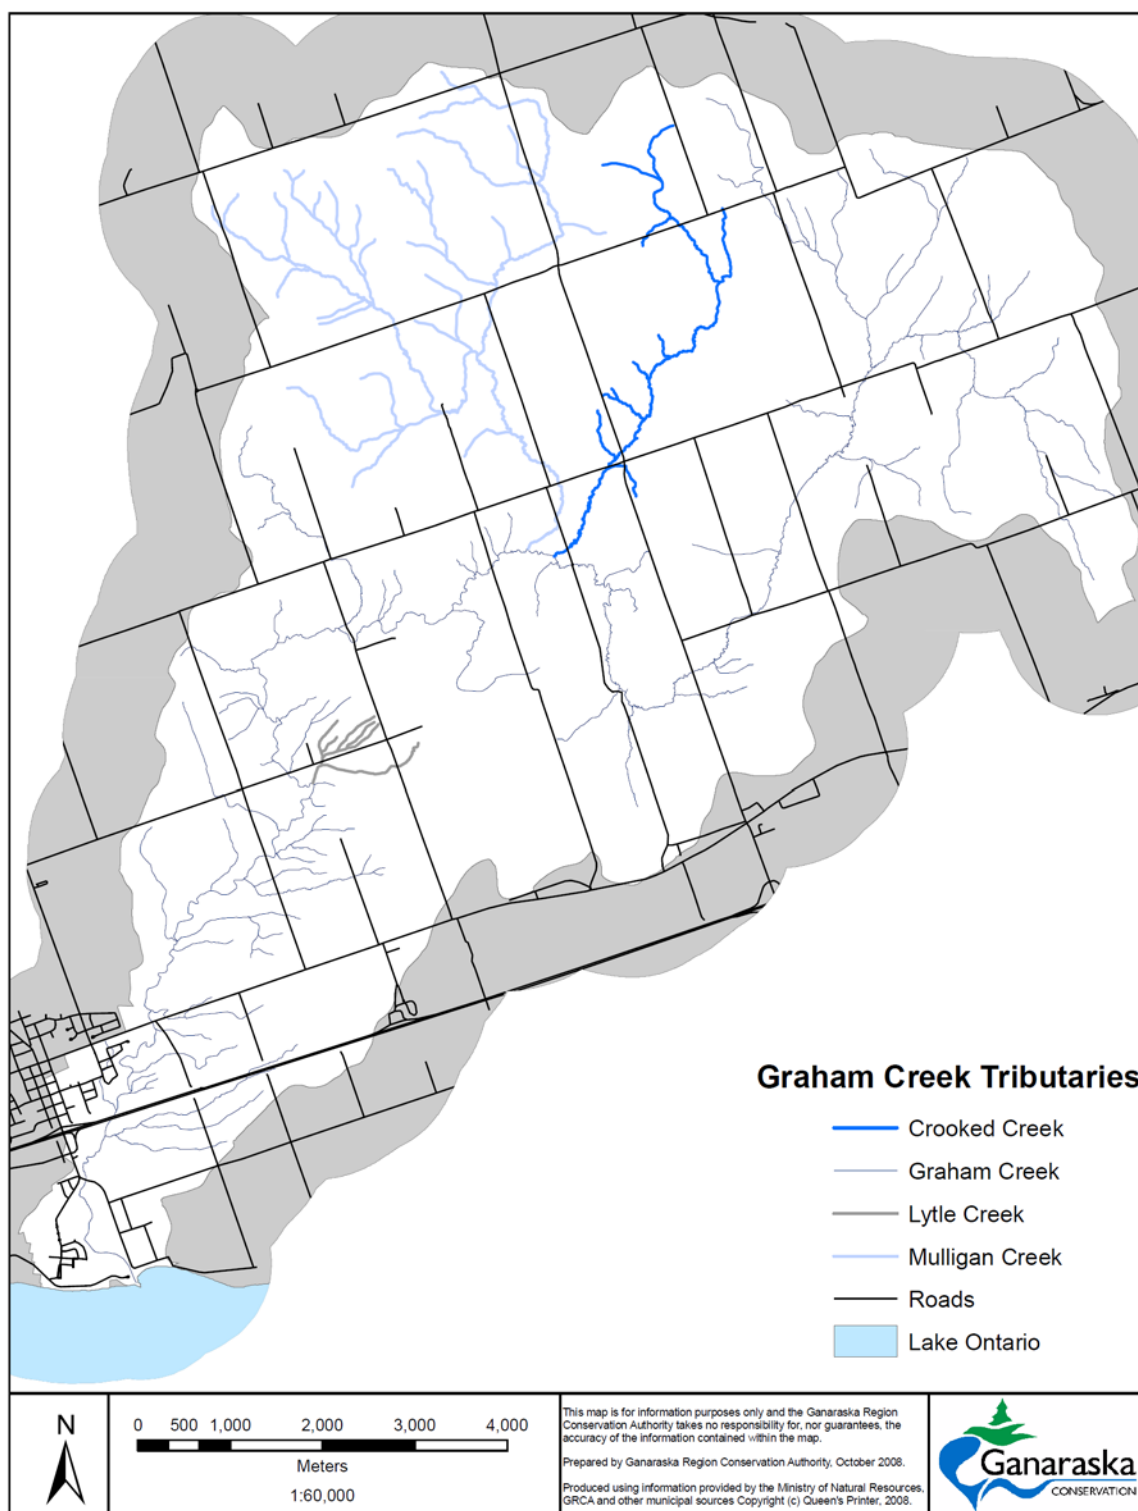 Graham Creek Tributaries
Crooked Creek
Graham Creek
Lytle Creek
Mulligan Creek
Roads
Lake Ontario
N
0 500 1,000 2,000 3,000 4,000
Meters
1:60,000
This map is for information purposes only and the Ganaraska Region
Conservation Authority takes no responsibility for, nor guarantees, the
accuracy of the information contained within the map.
Prepared by Ganaraska Region Conservation Authority, October 2008.
Produced using information provided by the Ministry of Natural Resources,
GRCA and other municipal sources Copyright (c) Queen's Printer, 2008.
Ganaraska
CONSERVATION